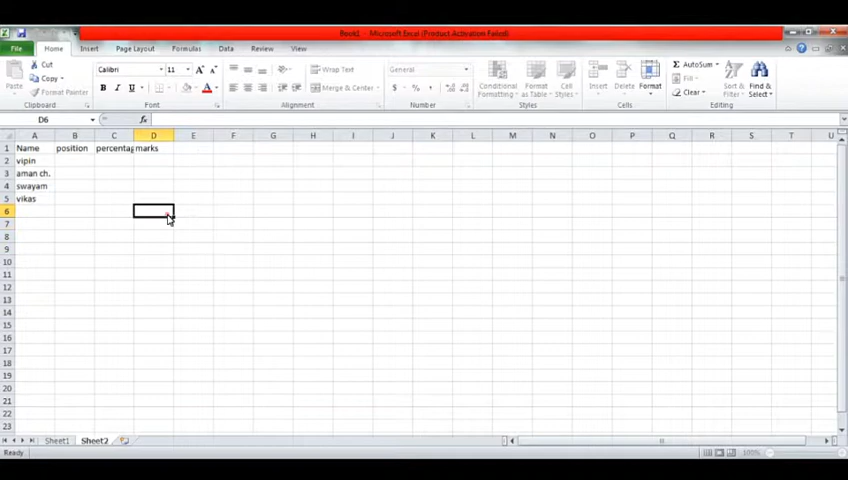 Book1 - Microsoft Excel (Product Activation Failed)
File Home Insert Page Layout Formulas Data Review View
Cut
Copy
Format Painter
Paste
Clipboard
Calibri 11
B I U
Font
Wrap Text
Merge & Center
Alignment
General
$ % ,
Number
Conditional Formatting
Format as Table
Cell Styles
Styles
Insert Delete Format
Cells
Σ AutoSum
Fill
Clear
Sort & Filter
Find & Select
Editing
D6 fx
A B C D E F G H I J K L M N O P Q R S T U
1 Name position percentag marks
2 vipin
3 aman ch.
4 swayam
5 vikas
6
7
8
9
10
11
12
13
14
15
16
17
18
19
20
21
22
23
Sheet1 Sheet2
Ready 100%